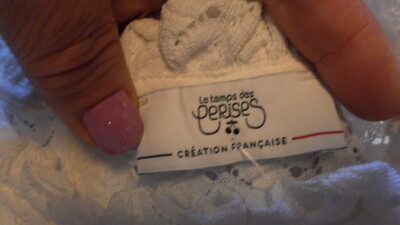 Le temps des
CERISES
CRÉATION FRANÇAISE